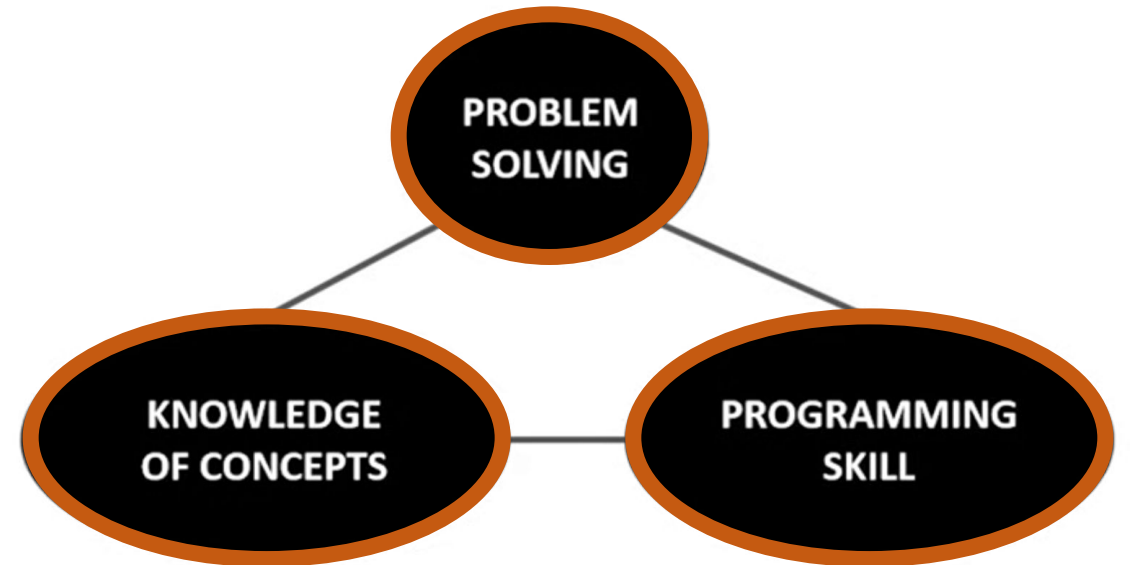 PROBLEM
SOLVING
KNOWLEDGE
OF CONCEPTS
PROGRAMMING
SKILL